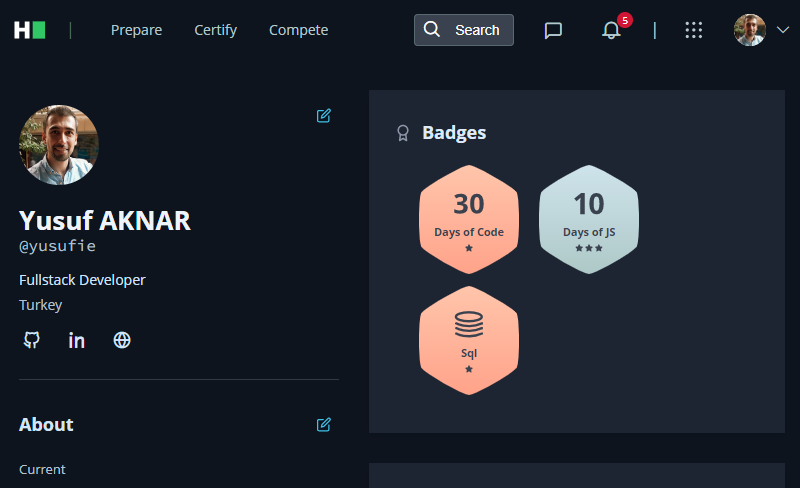 H
Prepare
Certify
Compete
Search
5
Yusuf AKNAR
@yusufie
Fullstack Developer
Turkey
in
About
Current
Badges
30
Days of Code
10
Days of JS
Sql